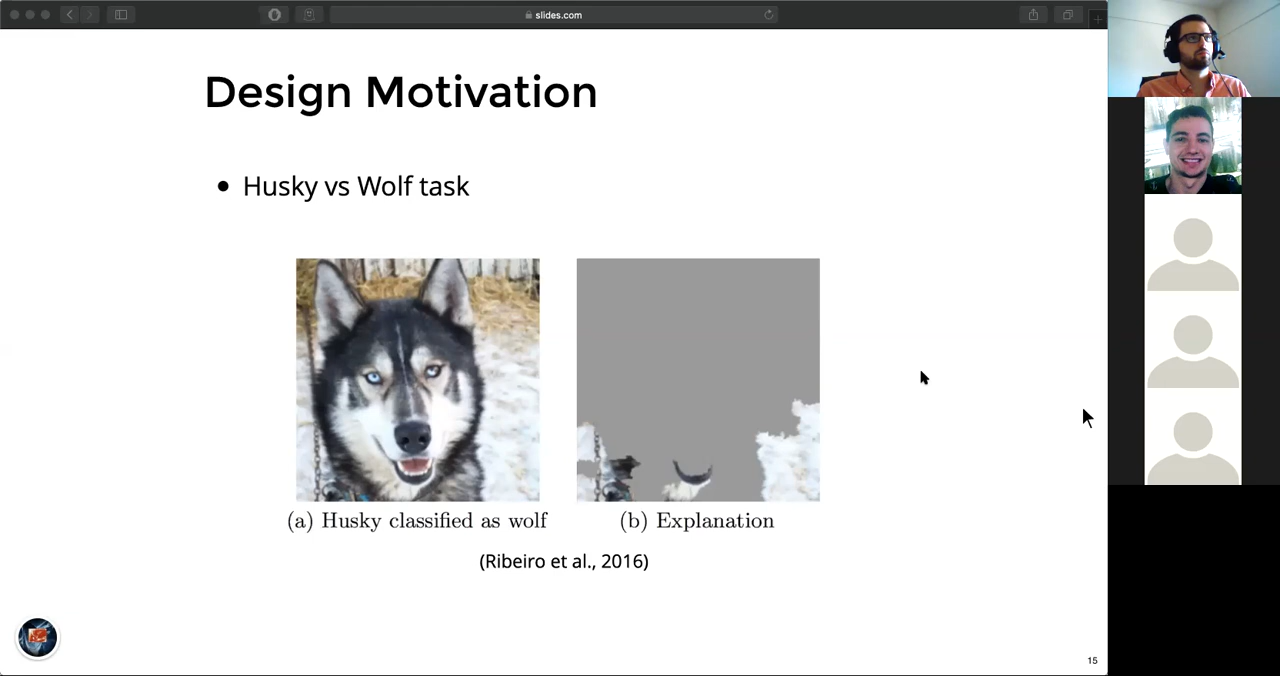 slides.com
Design Motivation
Husky vs Wolf task
(a) Husky classified as wolf
(b) Explanation
(Ribeiro et al., 2016)
15